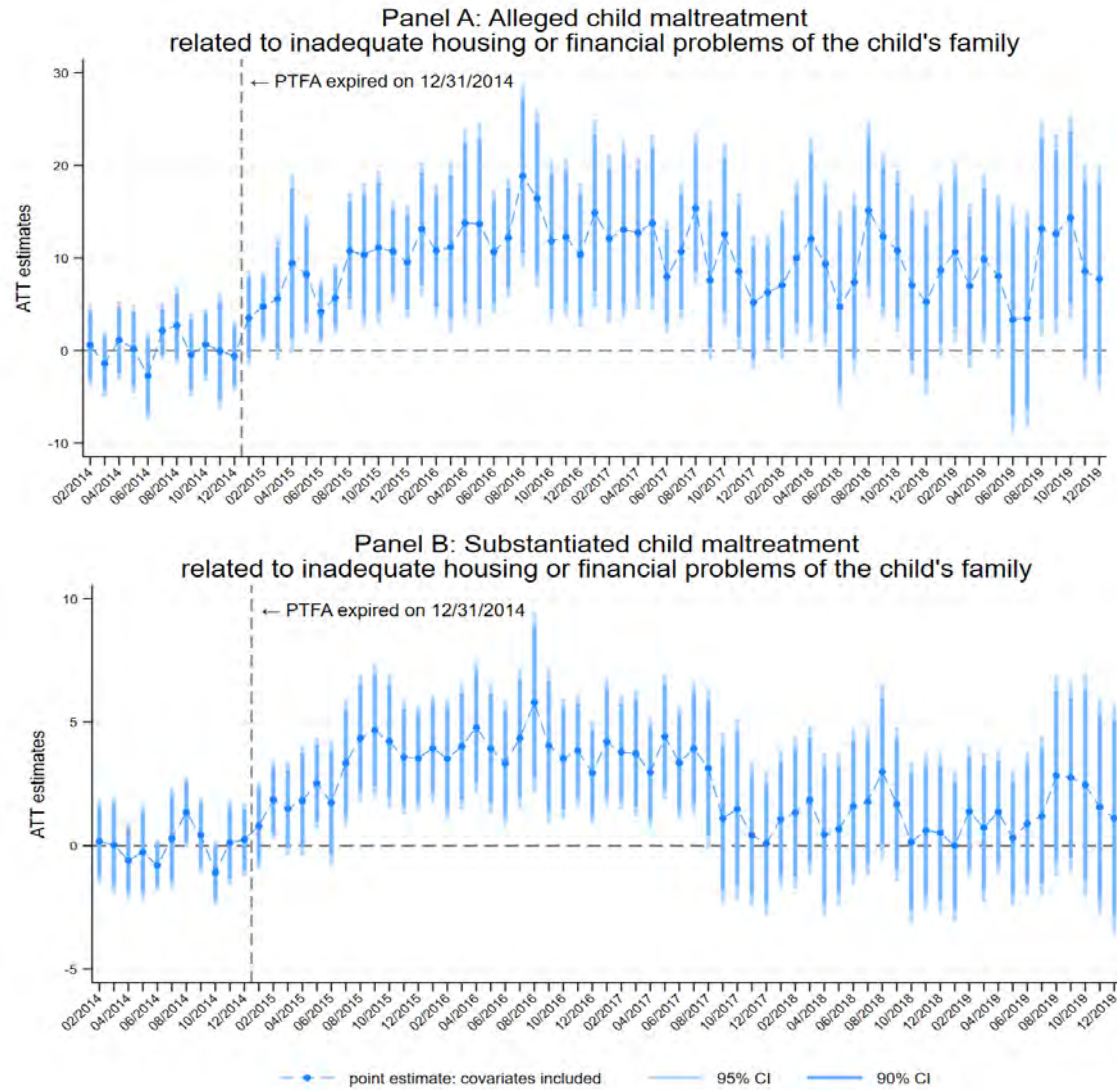 Panel A: Alleged child maltreatment
related to inadequate housing or financial problems of the child's family
← PTFA expired on 12/31/2014
ATT estimates
30
20
10
0
-10
02/2014 04/2014 06/2014 08/2014 10/2014 12/2014 02/2015 04/2015 06/2015 08/2015 10/2015 12/2015 02/2016 04/2016 06/2016 08/2016 10/2016 12/2016 02/2017 04/2017 06/2017 08/2017 10/2017 12/2017 02/2018 04/2018 06/2018 08/2018 10/2018 12/2018 02/2019 04/2019 06/2019 08/2019 10/2019 12/2019
Panel B: Substantiated child maltreatment
related to inadequate housing or financial problems of the child's family
← PTFA expired on 12/31/2014
ATT estimates
10
5
0
-5
02/2014 04/2014 06/2014 08/2014 10/2014 12/2014 02/2015 04/2015 06/2015 08/2015 10/2015 12/2015 02/2016 04/2016 06/2016 08/2016 10/2016 12/2016 02/2017 04/2017 06/2017 08/2017 10/2017 12/2017 02/2018 04/2018 06/2018 08/2018 10/2018 12/2018 02/2019 04/2019 06/2019 08/2019 10/2019 12/2019
point estimate: covariates included 95% CI 90% CI